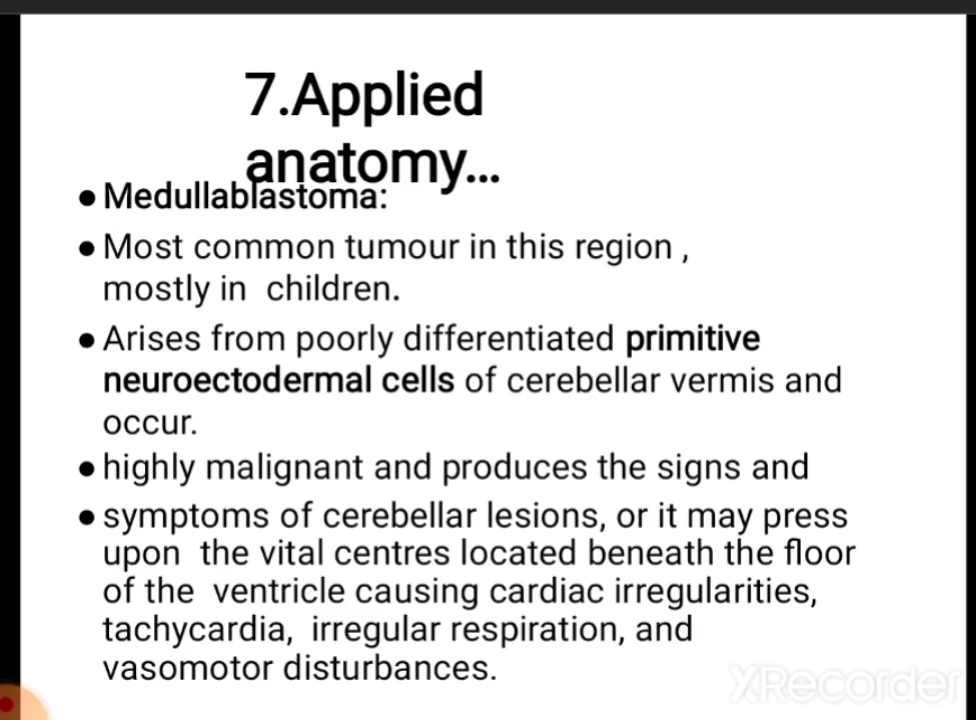 7.Applied
anatomy...
● Medullablastoma:
● Most common tumour in this region ,
mostly in children.
● Arises from poorly differentiated primitive
neuroectodermal cells of cerebellar vermis and
occur.
● highly malignant and produces the signs and
● symptoms of cerebellar lesions, or it may press
upon the vital centres located beneath the floor
of the ventricle causing cardiac irregularities,
tachycardia, irregular respiration, and
vasomotor disturbances.
XRecorder